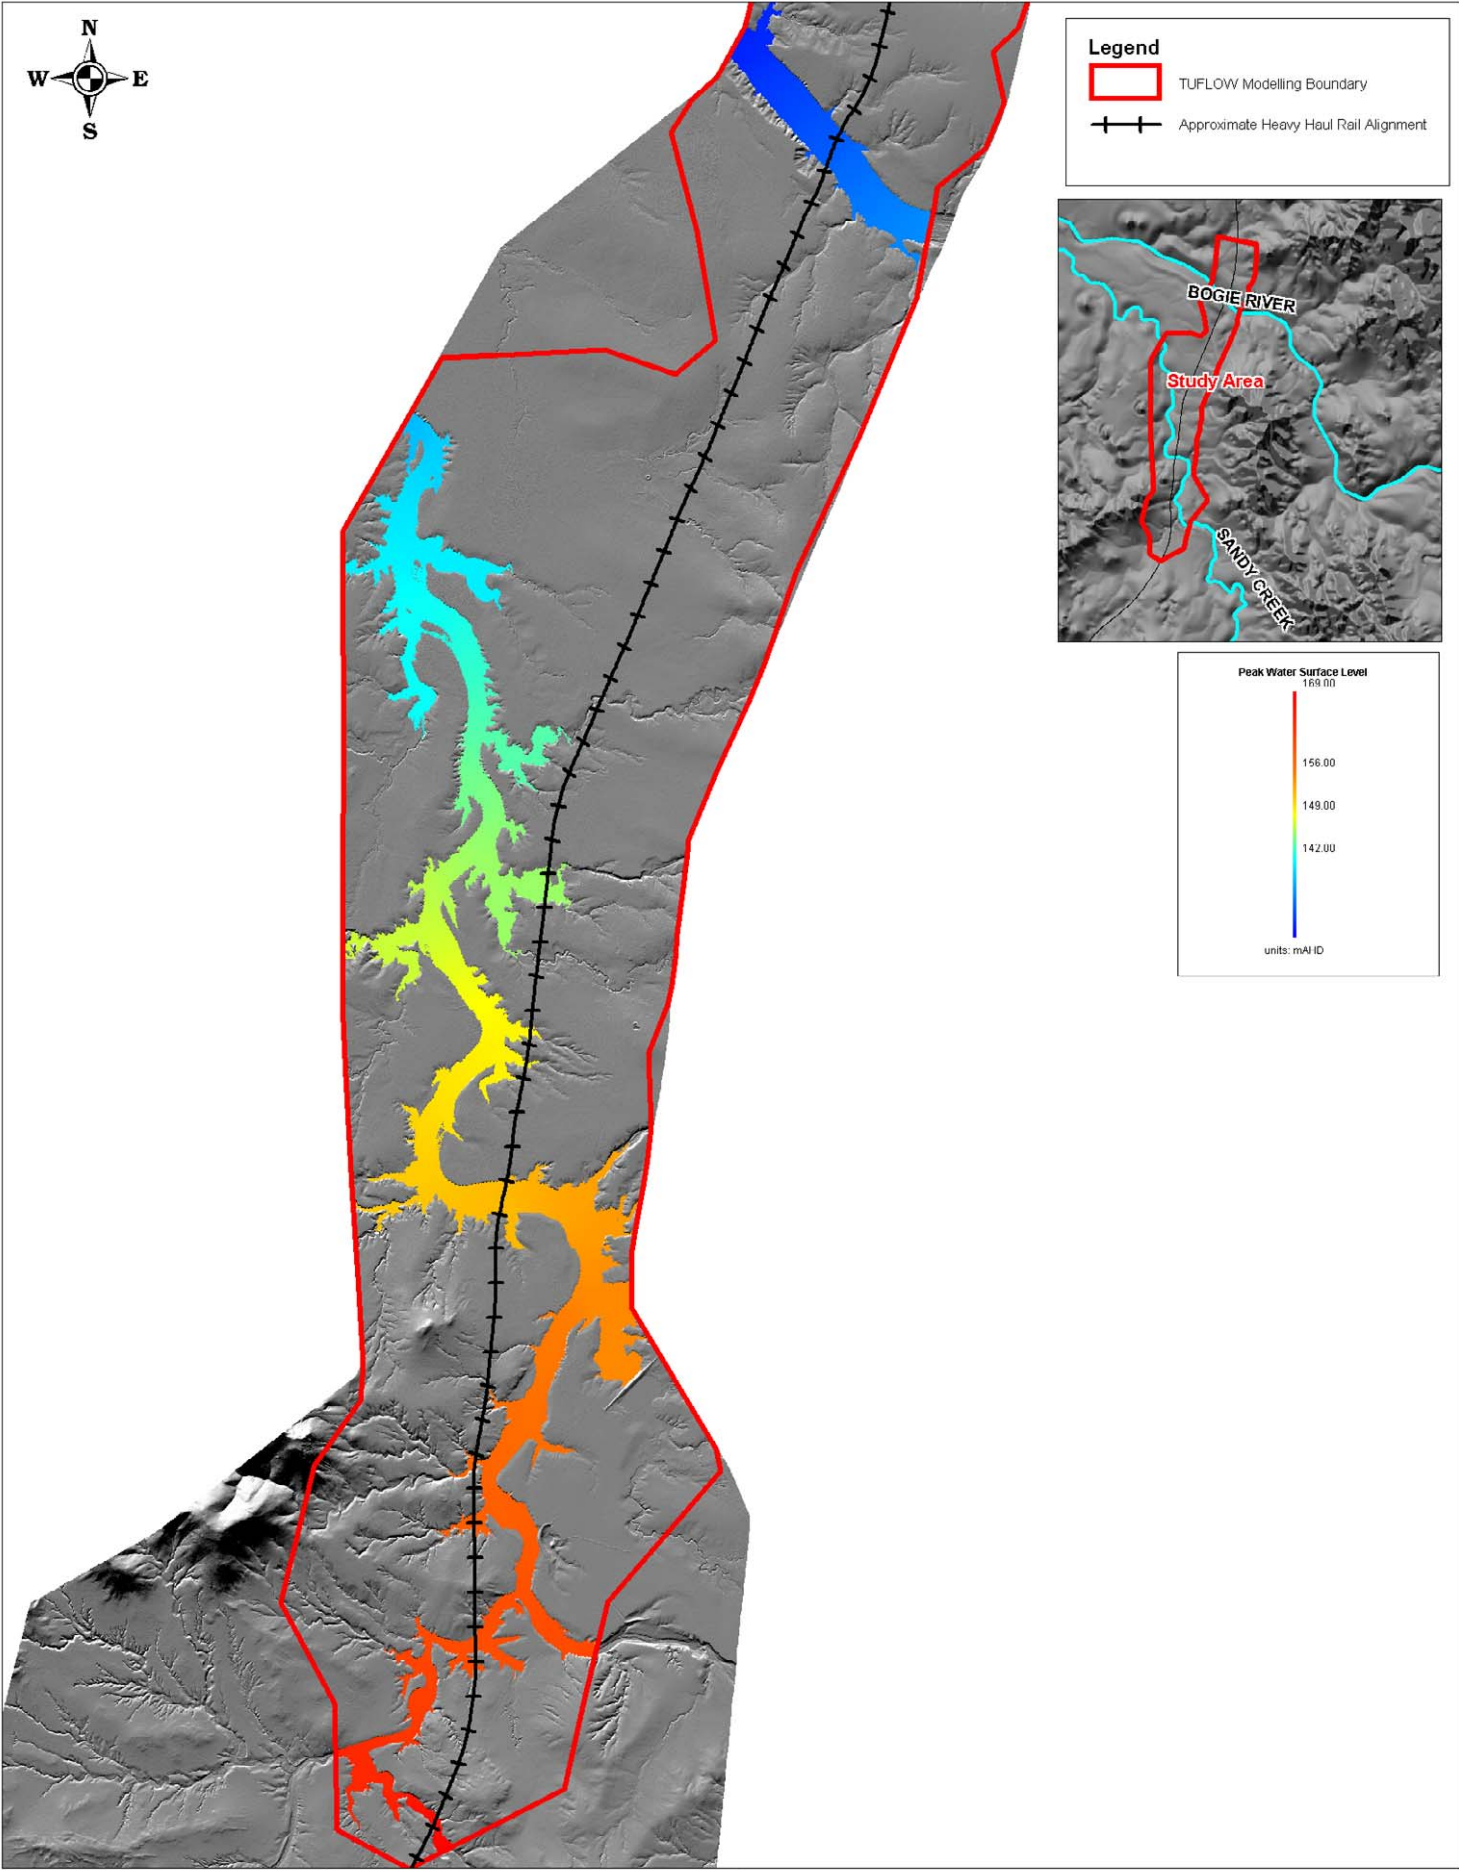 N
W E
S
Legend
TUFLOW Modelling Boundary
Approximate Heavy Haul Rail Alignment
BOGIE RIVER
Study Area
SANDY CREEK
Peak Water Surface Level
169.00
156.00
149.00
142.00
units: mAHD